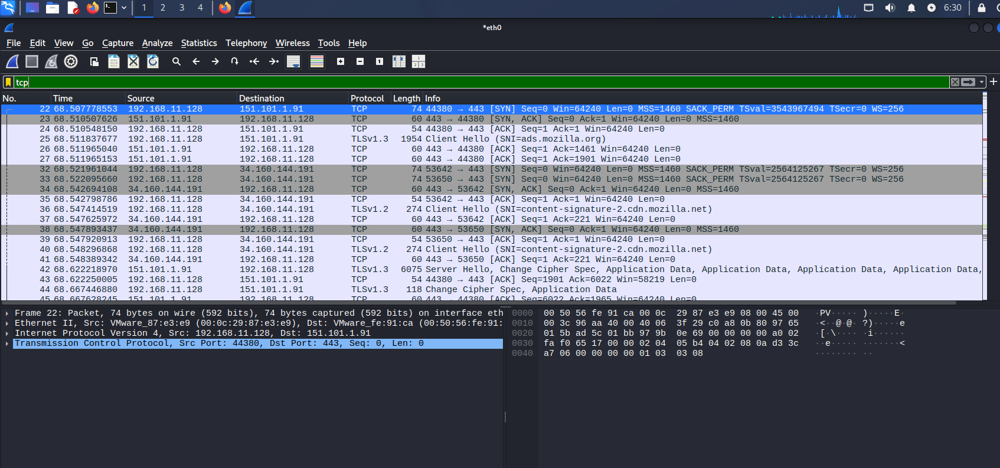 1 2 3 4 6:30
*eth0
File Edit View Go Capture Analyze Statistics Telephony Wireless Tools Help
tcp
No. Time Source Destination Protocol Length Info
22 68.507778553 192.168.11.128 151.101.1.91 TCP 74 44380 → 443 [SYN] Seq=0 Win=64240 Len=0 MSS=1460 SACK_PERM TSval=3543967494 TSecr=0 WS=256
23 68.510507626 151.101.1.91 192.168.11.128 TCP 60 443 → 44380 [SYN, ACK] Seq=0 Ack=1 Win=64240 Len=0 MSS=1460
24 68.510548150 192.168.11.128 151.101.1.91 TCP 54 44380 → 443 [ACK] Seq=1 Ack=1 Win=64240 Len=0
25 68.511837677 192.168.11.128 151.101.1.91 TLSv1.3 1954 Client Hello (SNI=ads.mozilla.org)
26 68.511965040 151.101.1.91 192.168.11.128 TCP 60 443 → 44380 [ACK] Seq=1 Ack=1461 Win=64240 Len=0
27 68.511965153 151.101.1.91 192.168.11.128 TCP 60 443 → 44380 [ACK] Seq=1 Ack=1901 Win=64240 Len=0
32 68.521961044 192.168.11.128 34.160.144.191 TCP 74 53642 → 443 [SYN] Seq=0 Win=64240 Len=0 MSS=1460 SACK_PERM TSval=2564125267 TSecr=0 WS=256
33 68.522095660 192.168.11.128 34.160.144.191 TCP 74 53650 → 443 [SYN] Seq=0 Win=64240 Len=0 MSS=1460 SACK_PERM TSval=2564125267 TSecr=0 WS=256
34 68.542694108 34.160.144.191 192.168.11.128 TCP 60 443 → 53642 [SYN, ACK] Seq=0 Ack=1 Win=64240 Len=0 MSS=1460
35 68.542798786 192.168.11.128 34.160.144.191 TCP 54 53642 → 443 [ACK] Seq=1 Ack=1 Win=64240 Len=0
36 68.547414519 192.168.11.128 34.160.144.191 TLSv1.2 274 Client Hello (SNI=content-signature-2.cdn.mozilla.net)
37 68.547625972 34.160.144.191 192.168.11.128 TCP 60 443 → 53642 [ACK] Seq=1 Ack=221 Win=64240 Len=0
38 68.547893437 34.160.144.191 192.168.11.128 TCP 60 443 → 53650 [SYN, ACK] Seq=0 Ack=1 Win=64240 Len=0 MSS=1460
39 68.547920913 192.168.11.128 34.160.144.191 TCP 54 53650 → 443 [ACK] Seq=1 Ack=1 Win=64240 Len=0
40 68.548296868 192.168.11.128 34.160.144.191 TLSv1.2 274 Client Hello (SNI=content-signature-2.cdn.mozilla.net)
41 68.548389342 34.160.144.191 192.168.11.128 TCP 60 443 → 53650 [ACK] Seq=1 Ack=221 Win=64240 Len=0
42 68.622218970 151.101.1.91 192.168.11.128 TLSv1.3 6075 Server Hello, Change Cipher Spec, Application Data, Application Data, Application Data, Application Data,
43 68.622250005 192.168.11.128 151.101.1.91 TCP 54 44380 → 443 [ACK] Seq=1901 Ack=6022 Win=58219 Len=0
44 68.667446880 192.168.11.128 151.101.1.91 TLSv1.3 118 Change Cipher Spec, Application Data
45 68.667628245 151.101.1.91 192.168.11.128 TCP 60 443 → 44380 [ACK] Seq=6022 Ack=1965 Win=64240 Len=0
Frame 22: Packet, 74 bytes on wire (592 bits), 74 bytes captured (592 bits) on interface eth
Ethernet II, Src: VMware_87:e3:e9 (00:0c:29:87:e3:e9), Dst: VMware_fe:91:ca (00:50:56:fe:91:
Internet Protocol Version 4, Src: 192.168.11.128, Dst: 151.101.1.91
Transmission Control Protocol, Src Port: 44380, Dst Port: 443, Seq: 0, Len: 0
0000 00 50 56 fe 91 ca 00 0c 29 87 e3 e9 08 00 45 00 ·PV····· )·····E·
0010 00 3c 96 aa 40 00 40 06 3f 29 c0 a8 0b 80 97 65 ·<··@·@· ?)·····e
0020 01 5b ad 5c 01 bb 97 9b 0e 69 00 00 00 00 a0 02 ·[·\···· ·i······
0030 fa f0 65 17 00 00 02 04 05 b4 04 02 08 0a d3 3c ··e····· ·······<
0040 a7 06 00 00 00 00 01 03 03 08 ········ ··